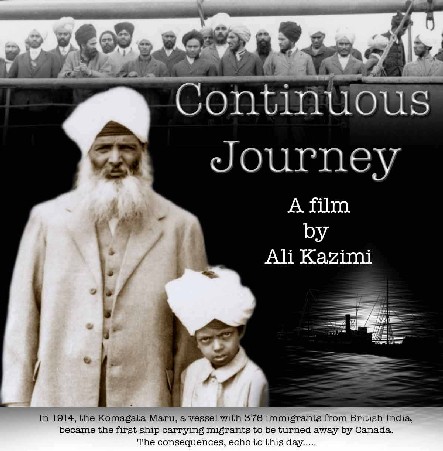 Continuous
Journey
A film
by
Ali Kazimi
In 1914, the Komagata Maru, a vessel with 376 immigrants from British India,
became the first ship carrying migrants to be turned away by Canada.
The consequences, echo to this day.....